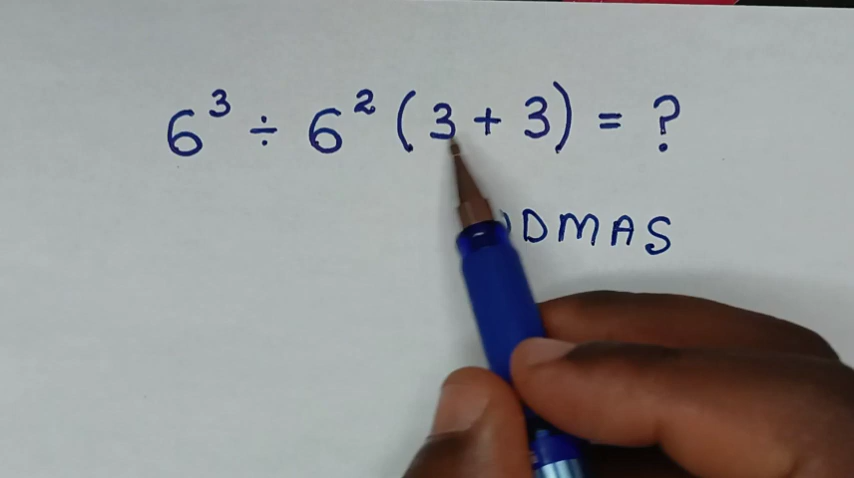 6³ ÷ 6² (3 + 3) = ?
DMAS